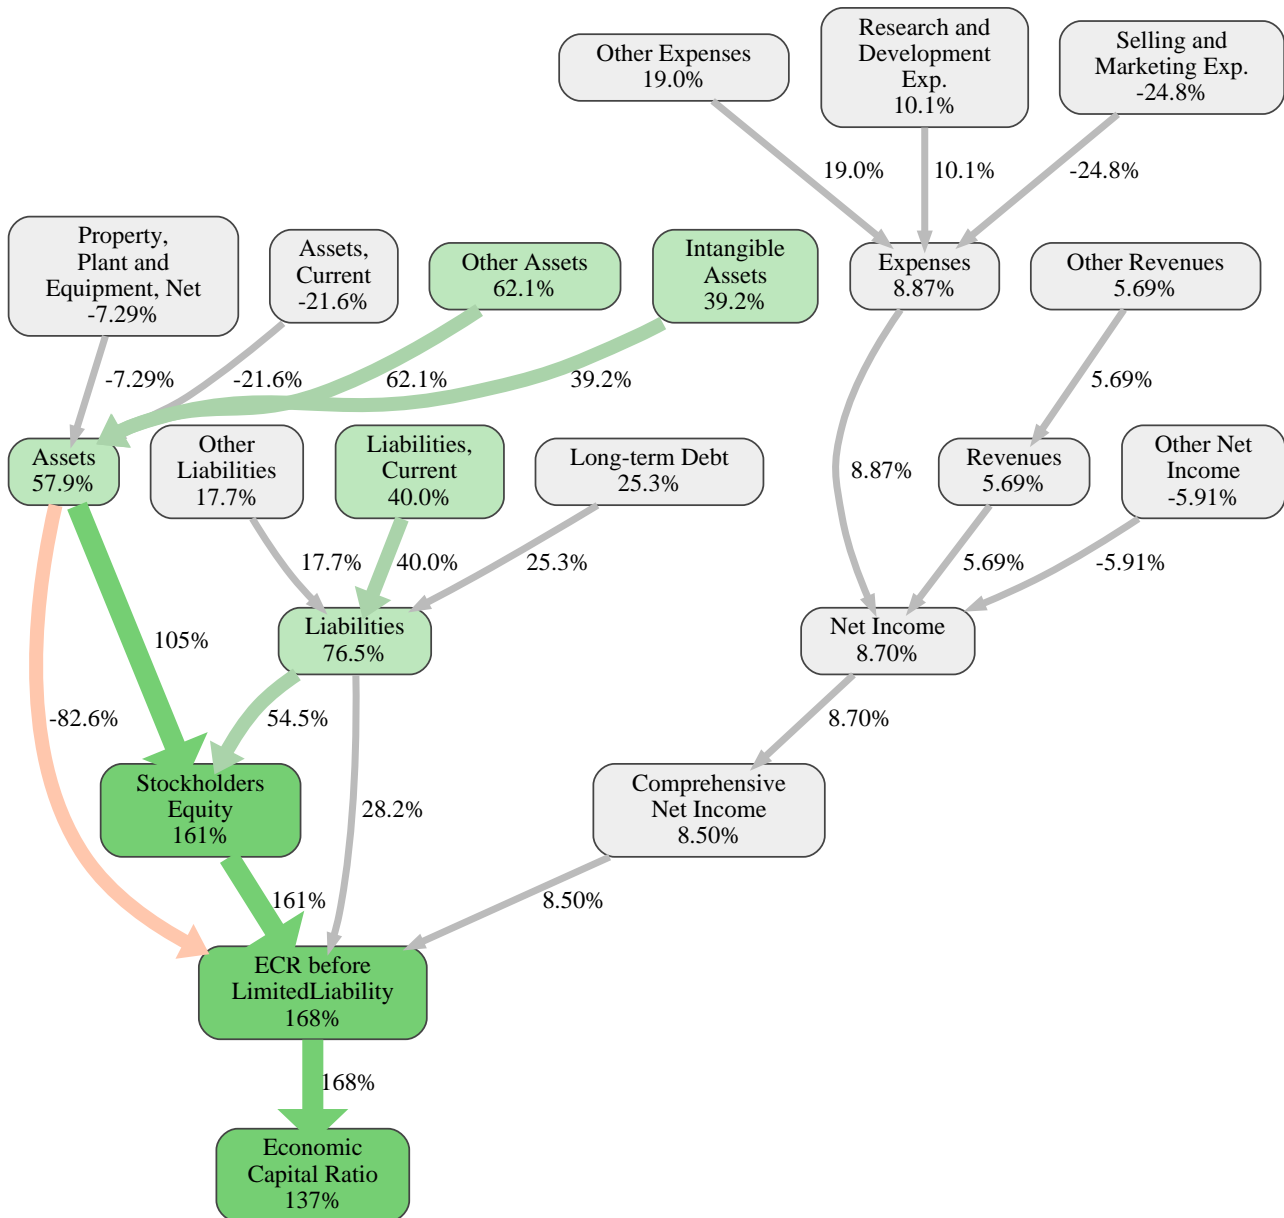 Other Expenses
19.0%
Research and
Development
Exp.
10.1%
Selling and
Marketing Exp.
-24.8%
19.0%
10.1%
-24.8%
Property,
Plant and
Equipment, Net
-7.29%
Assets,
Current
-21.6%
Other Assets
62.1%
Intangible
Assets
39.2%
Expenses
8.87%
Other Revenues
5.69%
-7.29%
-21.6%
62.1%
39.2%
5.69%
Assets
57.9%
Other
Liabilities
17.7%
Liabilities,
Current
40.0%
Long-term Debt
25.3%
8.87%
Revenues
5.69%
Other Net
Income
-5.91%
17.7%
40.0%
25.3%
5.69%
-5.91%
105%
Liabilities
76.5%
Net Income
8.70%
-82.6%
54.5%
8.70%
Stockholders
Equity
161%
28.2%
Comprehensive
Net Income
8.50%
161%
8.50%
ECR before
LimitedLiability
168%
168%
Economic
Capital Ratio
137%